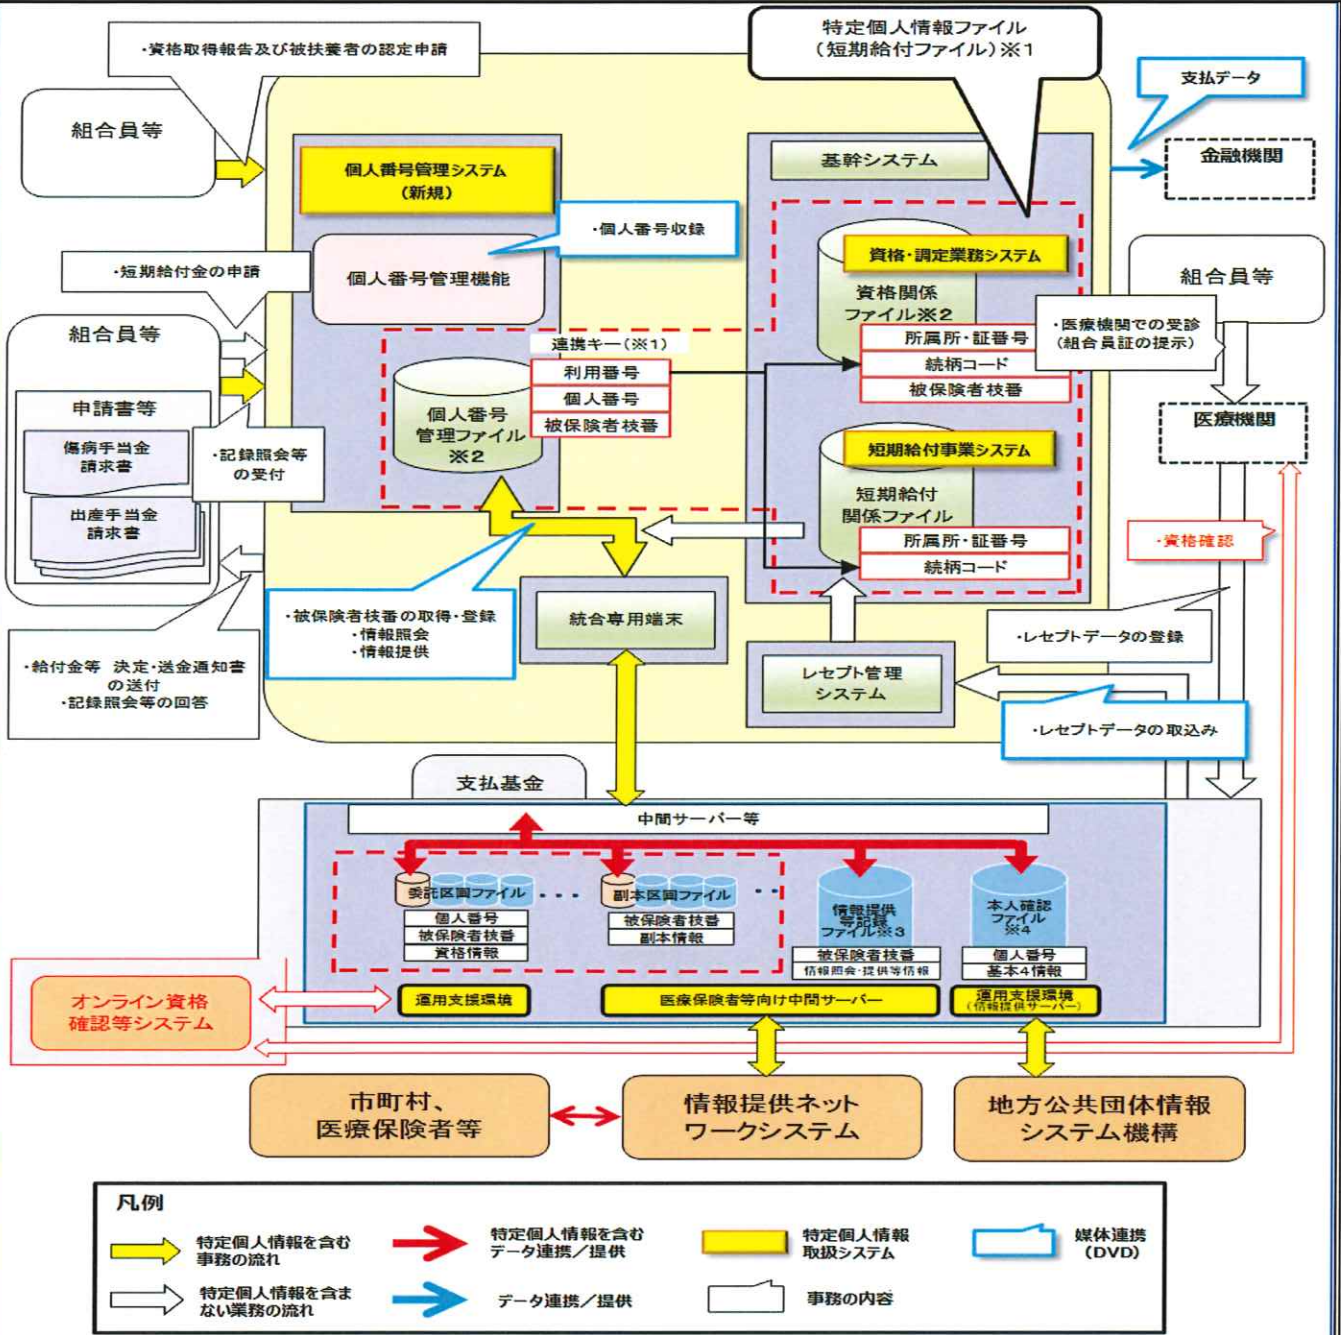 ・資格取得報告及び被扶養者の認定申請
特定個人情報ファイル
(短期給付ファイル)※1
支払データ
組合員等
金融機関
個人番号管理システム
(新規)
基幹システム
・個人番号収録
個人番号管理機能
資格・調定業務システム
資格関係
ファイル※2
所属所・証番号
続柄コード
被保険者枝番
・短期給付金の申請
組合員等
・医療機関での受診
(組合員証の提示)
組合員等
申請書等
傷病手当金
請求書
出産手当金
請求書
・記録照会等
の受付
連携キー(※1)
利用番号
個人番号
被保険者枝番
個人番号
管理ファイル
※2
短期給付事業システム
短期給付
関係ファイル
所属所・証番号
続柄コード
医療機関
・資格確認
・被保険者枝番の取得・登録
・情報照会
・情報提供
統合専用端末
・レセプトデータの登録
・給付金等 決定・送金通知書
の送付
・記録照会等の回答
レセプト管理
システム
・レセプトデータの取込み
支払基金
中間サーバー等
委託区画ファイル
・・・
個人番号
被保険者枝番
資格情報
副本区画ファイル
・・
被保険者枝番
副本情報
情報提供
等記録
ファイル※3
被保険者枝番
情報照会・提供等情報
本人確認
ファイル
※4
個人番号
基本4情報
オンライン資格
確認等システム
運用支援環境
医療保険者等向け中間サーバー
運用支援環境
(情報提供サーバー)
市町村、
医療保険者等
情報提供ネット
ワークシステム
地方公共団体情報
システム機構
凡例
特定個人情報を含む
事務の流れ
特定個人情報を含む
データ連携/提供
特定個人情報
取扱システム
媒体連携
(DVD)
特定個人情報を含ま
ない業務の流れ
データ連携/提供
事務の内容